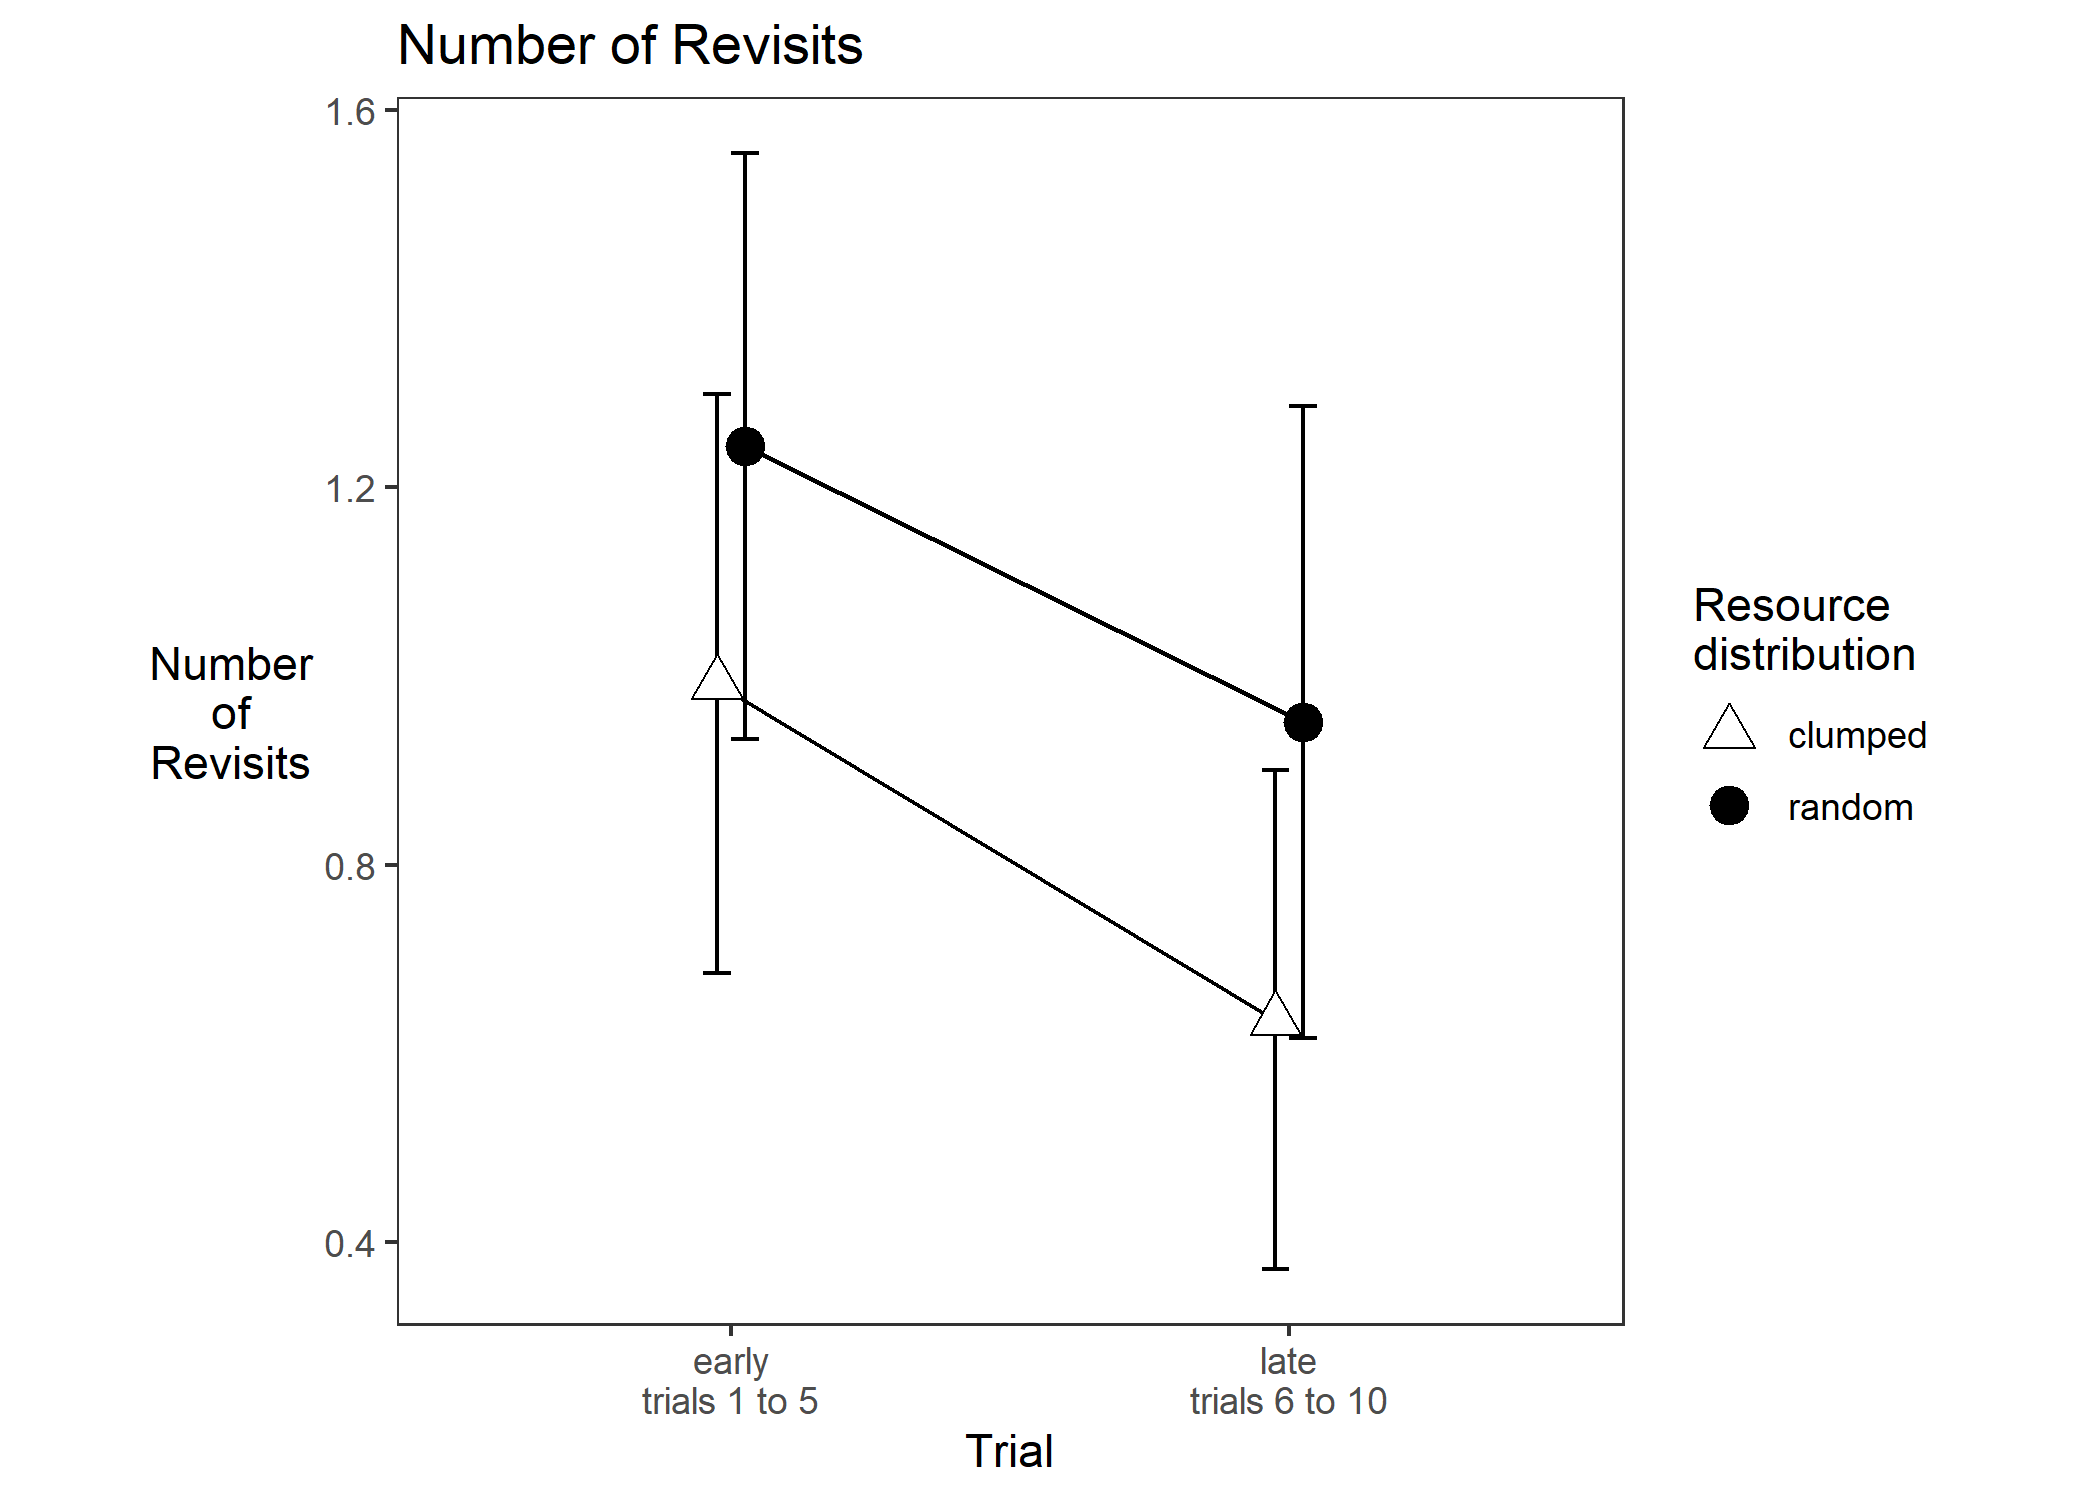 Number of Revisits
1.6
1.2
0.8
0.4
Number
of
Revisits
early
trials 1 to 5
late
trials 6 to 10
Trial
Resource
distribution
clumped
random